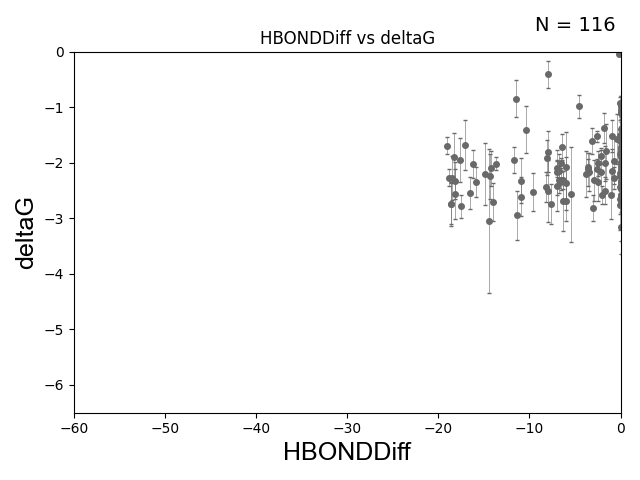 N = 116
HBONDDiff vs deltaG
0
−1
−2
−3
−4
−5
−6
deltaG
−60 −50 −40 −30 −20 −10 0
HBONDDiff